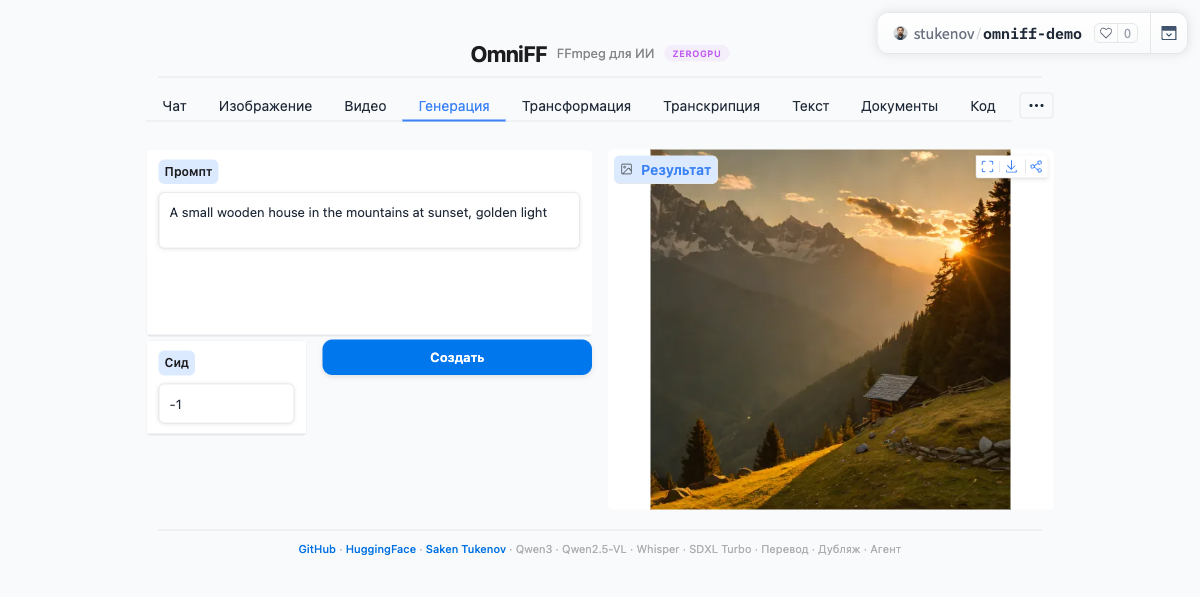 stukenov/omniff-demo 0
OmniFF FFmpeg для ИИ ZEROGPU
Чат Изображение Видео Генерация Трансформация Транскрипция Текст Документы Код ...
Промпт
A small wooden house in the mountains at sunset, golden light
Сид
-1
Создать
Результат
GitHub · HuggingFace · Saken Tukenov · Qwen3 · Qwen2.5-VL · Whisper · SDXL Turbo · Перевод · Дубляж · Агент